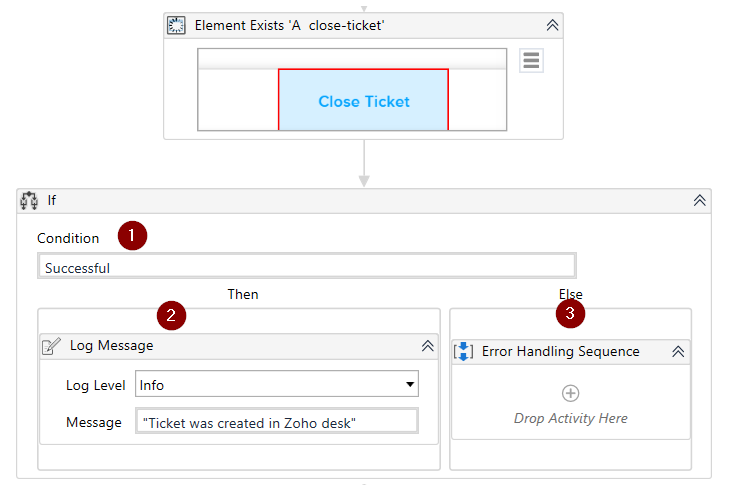 Element Exists 'A  close-ticket'
Close Ticket
If
Condition
1
Successful
Then
Else
2
3
Log Message
Error Handling Sequence
Log Level
Info
Message
"Ticket was created in Zoho desk"
Drop Activity Here